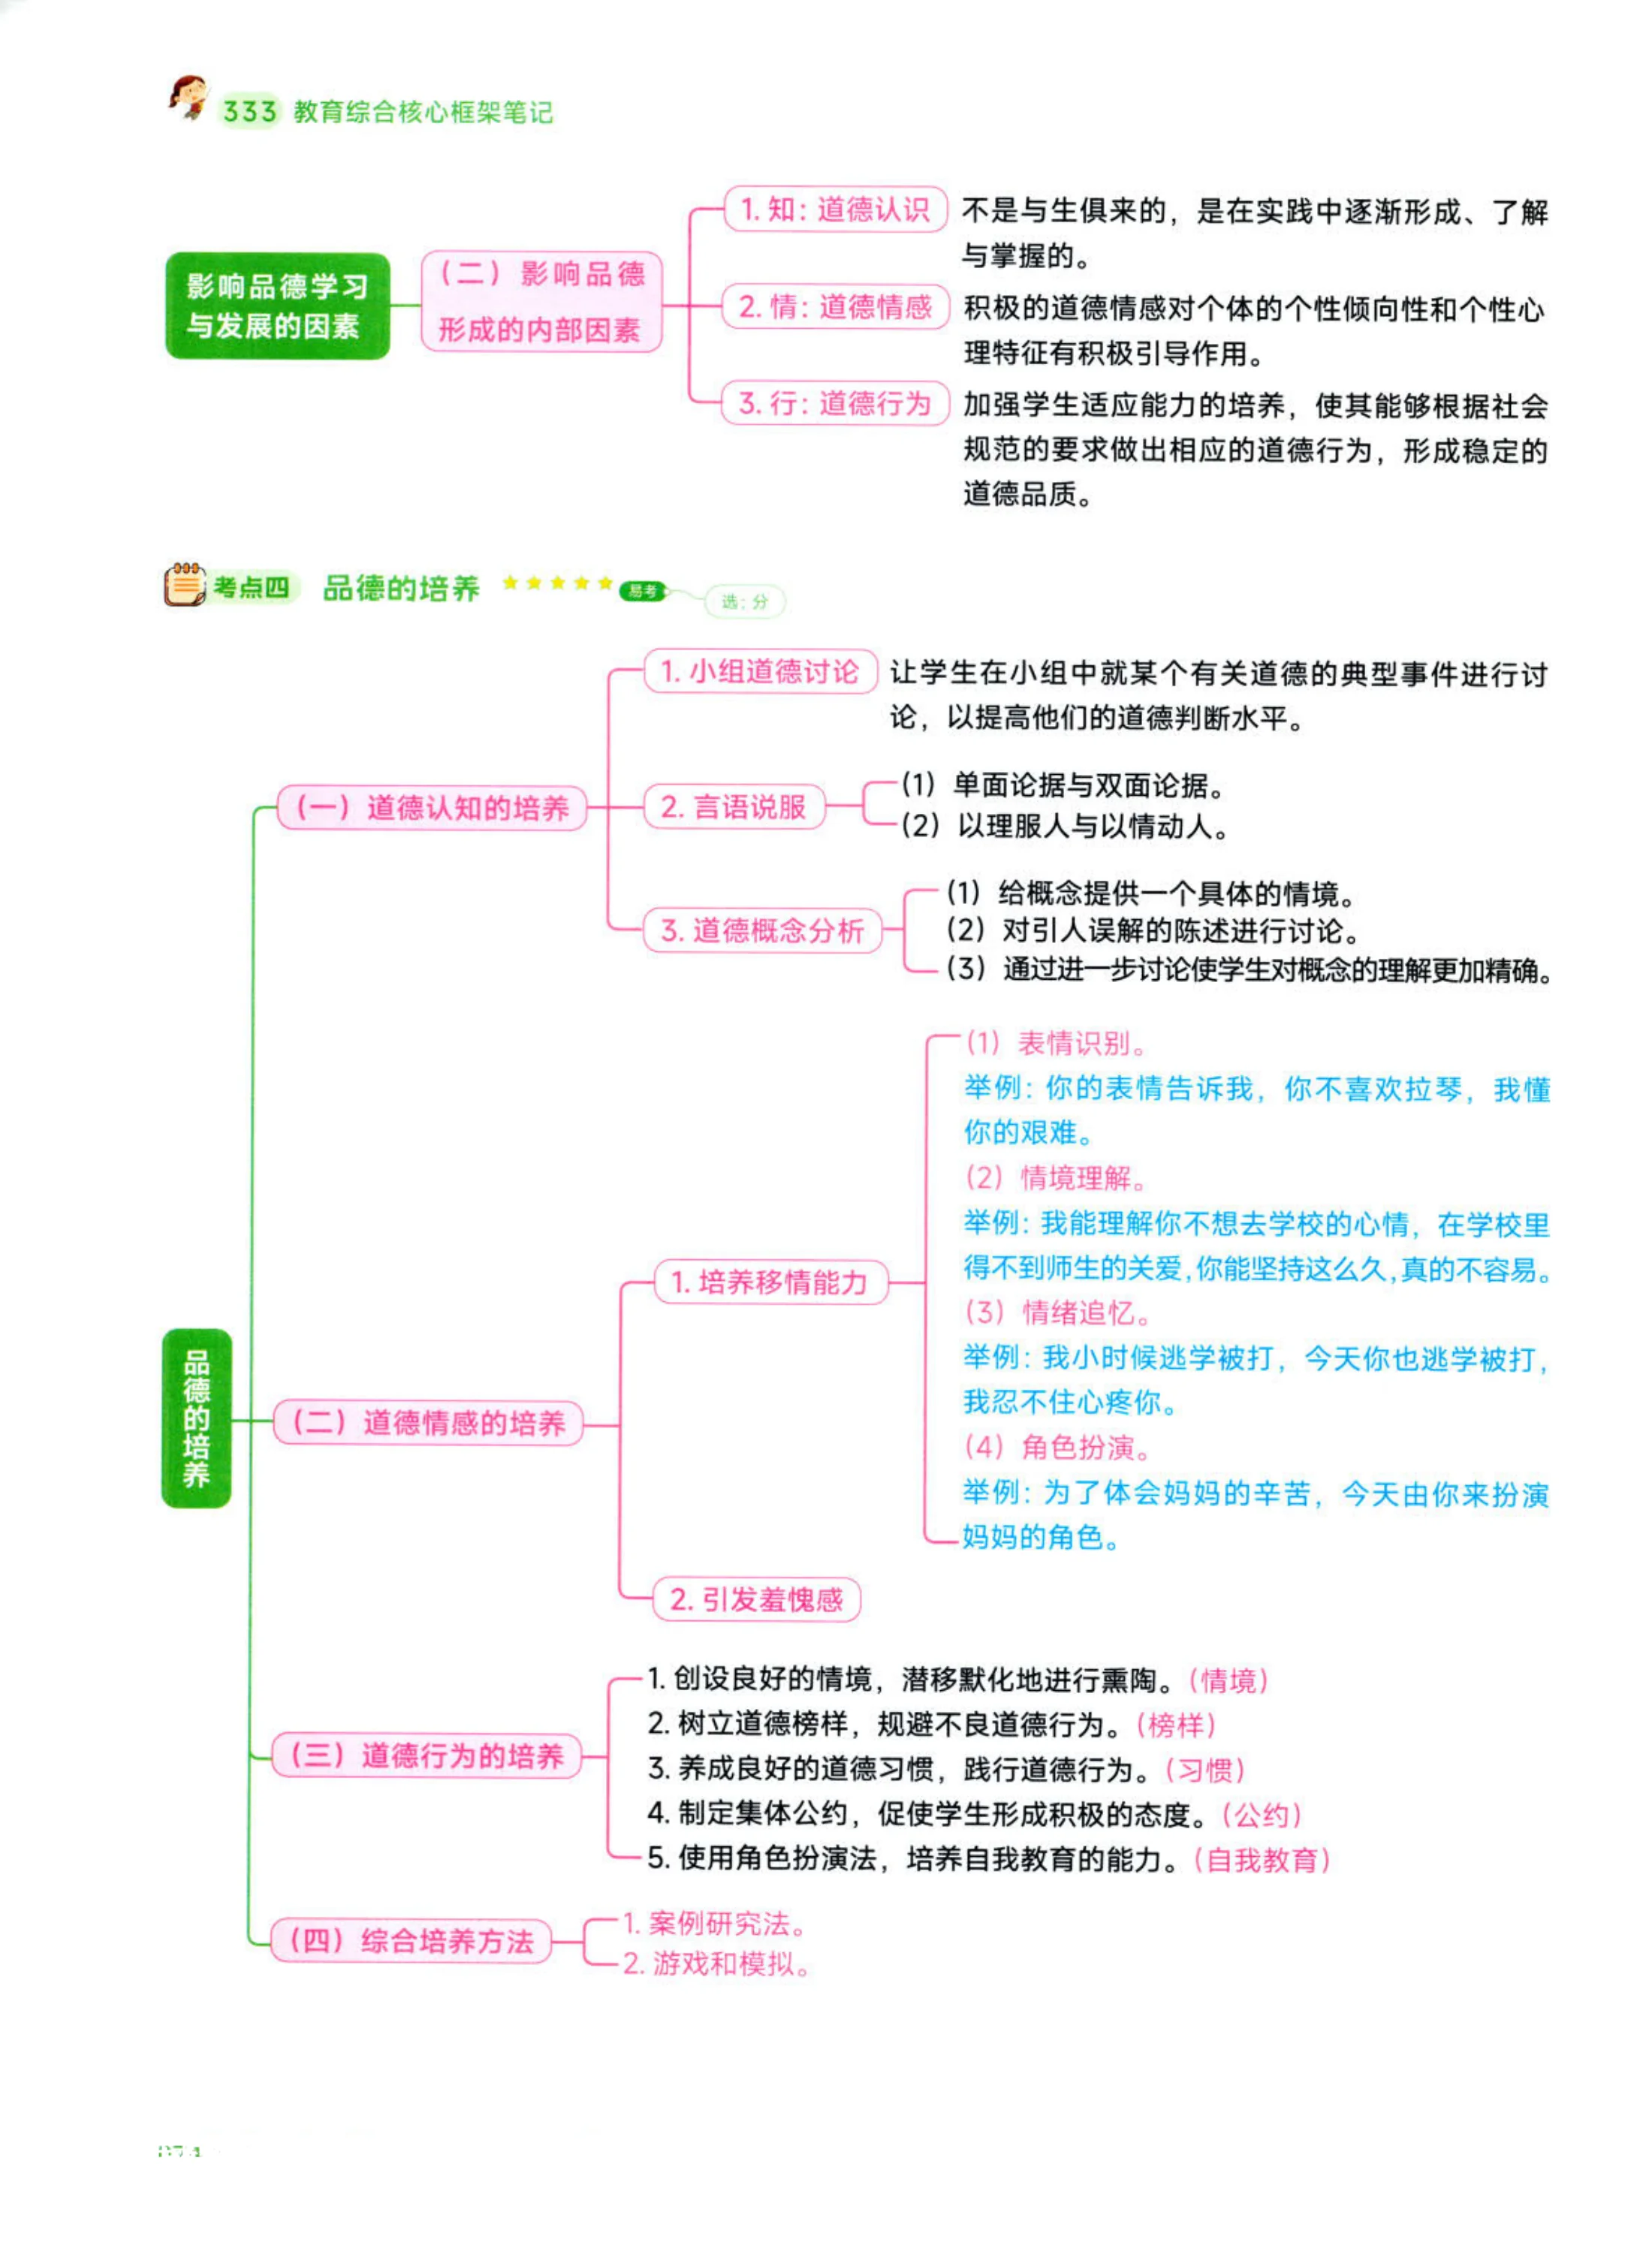 333 教育综合核心框架笔记
影响品德学习
与发展的因素
（二）影响品德
形成的内部因素
1. 知：道德认识
不是与生俱来的，是在实践中逐渐形成、了解
与掌握的。
2. 情：道德情感
积极的道德情感对个体的个性倾向性和个性心
理特征有积极引导作用。
3. 行：道德行为
加强学生适应能力的培养，使其能够根据社会
规范的要求做出相应的道德行为，形成稳定的
道德品质。
考点四 品德的培养 易考 选：分
品德的培养
（一）道德认知的培养
1. 小组道德讨论
让学生在小组中就某个有关道德的典型事件进行讨
论，以提高他们的道德判断水平。
2. 言语说服
（1）单面论据与双面论据。
（2）以理服人与以情动人。
3. 道德概念分析
（1）给概念提供一个具体的情境。
（2）对引人误解的陈述进行讨论。
（3）通过进一步讨论使学生对概念的理解更加精确。
（二）道德情感的培养
1. 培养移情能力
（1）表情识别。
举例：你的表情告诉我，你不喜欢拉琴，我懂
你的艰难。
（2）情境理解。
举例：我能理解你不想去学校的心情，在学校里
得不到师生的关爱，你能坚持这么久，真的不容易。
（3）情绪追忆。
举例：我小时候逃学被打，今天你也逃学被打，
我忍不住心疼你。
（4）角色扮演。
举例：为了体会妈妈的辛苦，今天由你来扮演
妈妈的角色。
2. 引发羞愧感
（三）道德行为的培养
1. 创设良好的情境，潜移默化地进行熏陶。（情境）
2. 树立道德榜样，规避不良道德行为。（榜样）
3. 养成良好的道德习惯，践行道德行为。（习惯）
4. 制定集体公约，促使学生形成积极的态度。（公约）
5. 使用角色扮演法，培养自我教育的能力。（自我教育）
（四）综合培养方法
1. 案例研究法。
2. 游戏和模拟。